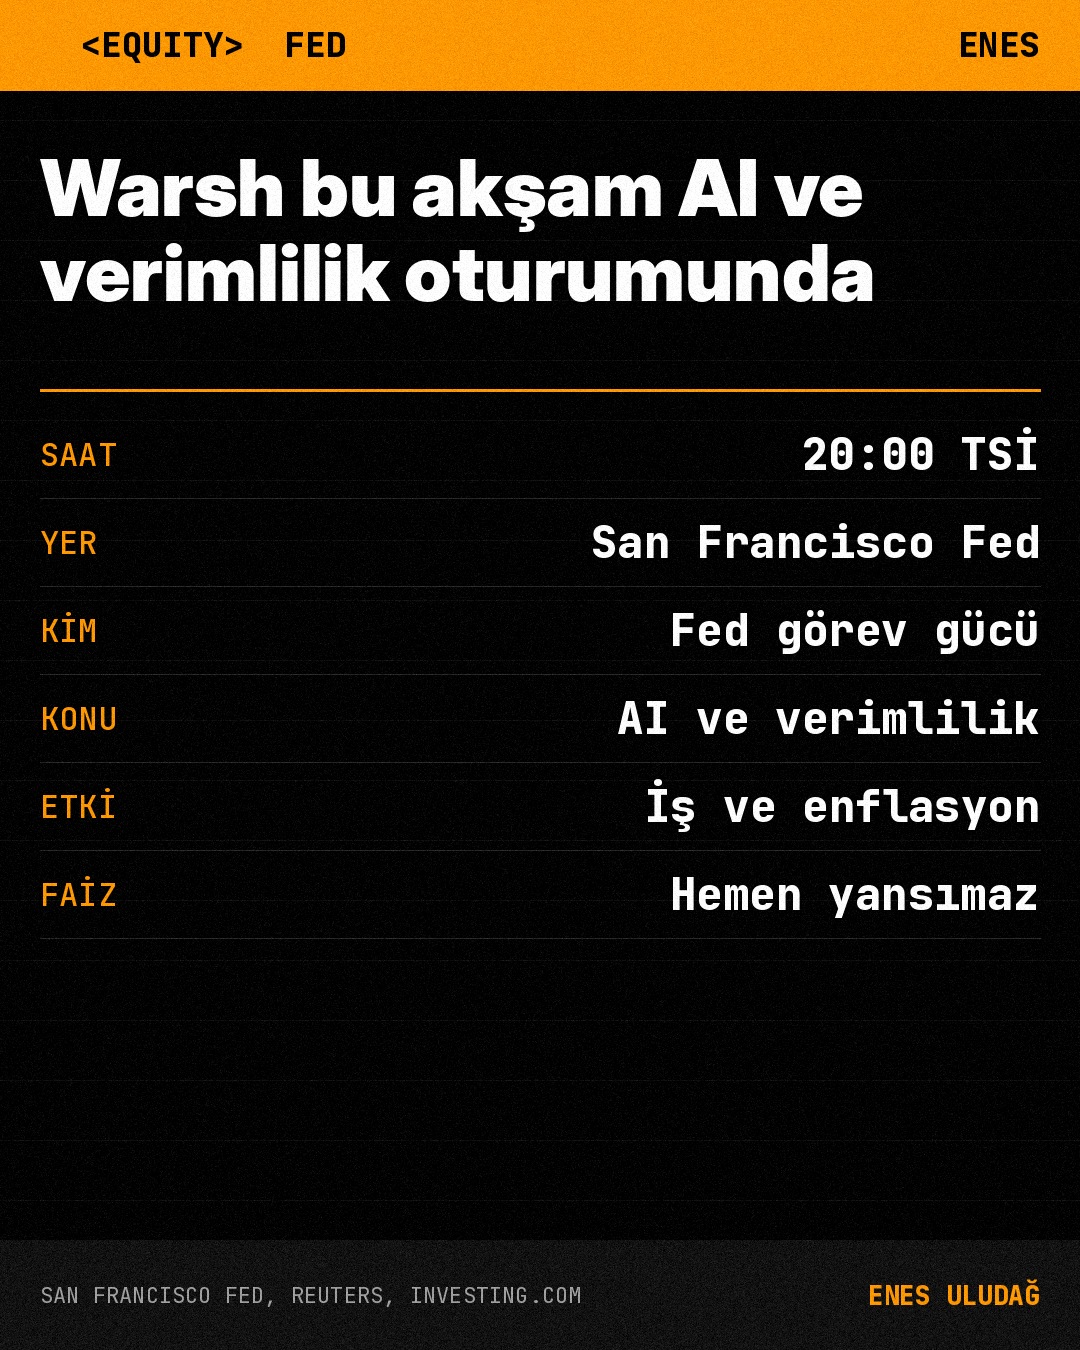 <EQUITY> FED ENES
Warsh bu akşam AI ve
verimlilik oturumunda
SAAT 20:00 TSİ
YER San Francisco Fed
KİM Fed görev gücü
KONU AI ve verimlilik
ETKİ İş ve enflasyon
FAİZ Hemen yansımaz
SAN FRANCISCO FED, REUTERS, INVESTING.COM ENES ULUDAĞ